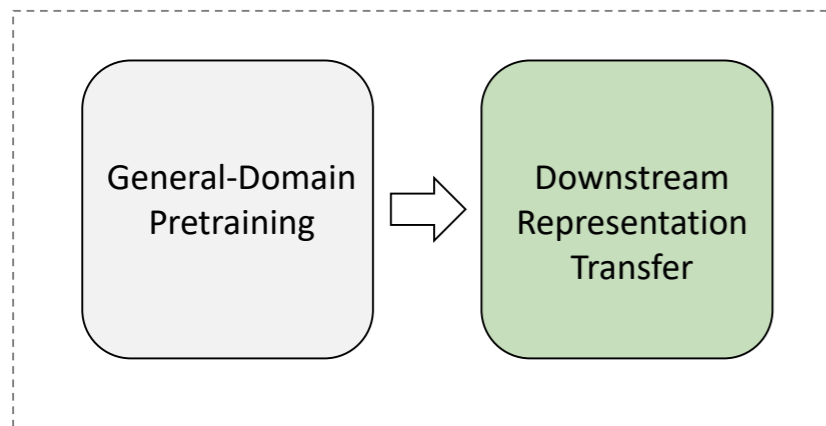 General-Domain
Pretraining
Downstream
Representation
Transfer